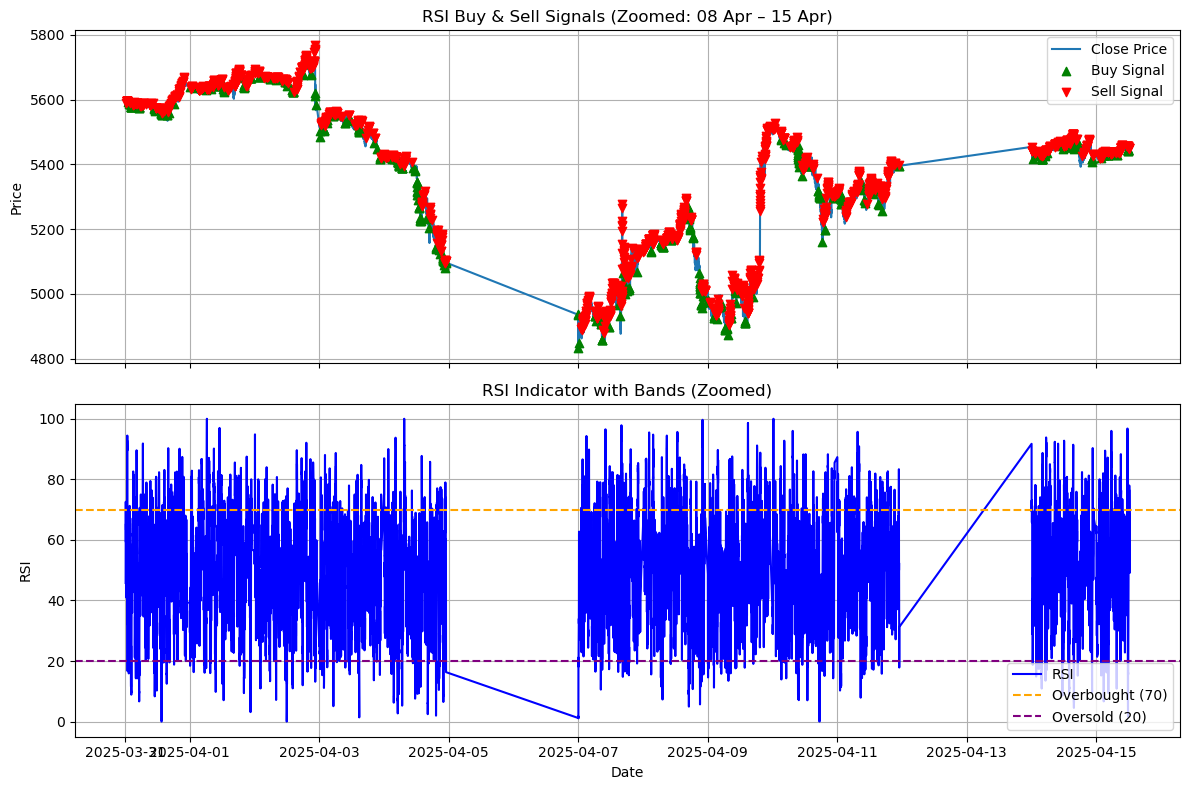 RSI Buy & Sell Signals (Zoomed: 08 Apr – 15 Apr)
Price
5800
5600
5400
5200
5000
4800
Close Price
Buy Signal
Sell Signal
RSI Indicator with Bands (Zoomed)
RSI
100
80
60
40
20
0
RSI
Overbought (70)
Oversold (20)
2025-03-31 2025-04-01 2025-04-03 2025-04-05 2025-04-07 2025-04-09 2025-04-11 2025-04-13 2025-04-15
Date